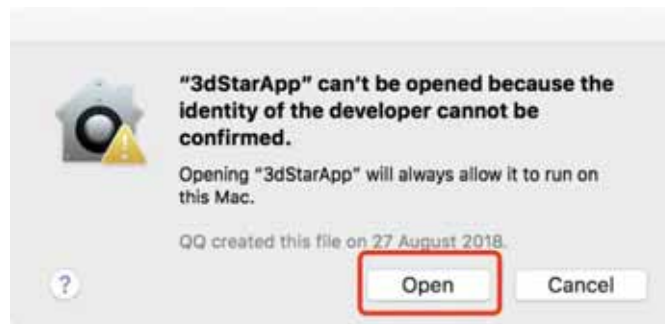 "3dStarApp" can't be opened because the
identity of the developer cannot be
confirmed.
Opening "3dStarApp" will always allow it to run on
this Mac.
QQ created this file on 27 August 2018.
?
Open
Cancel